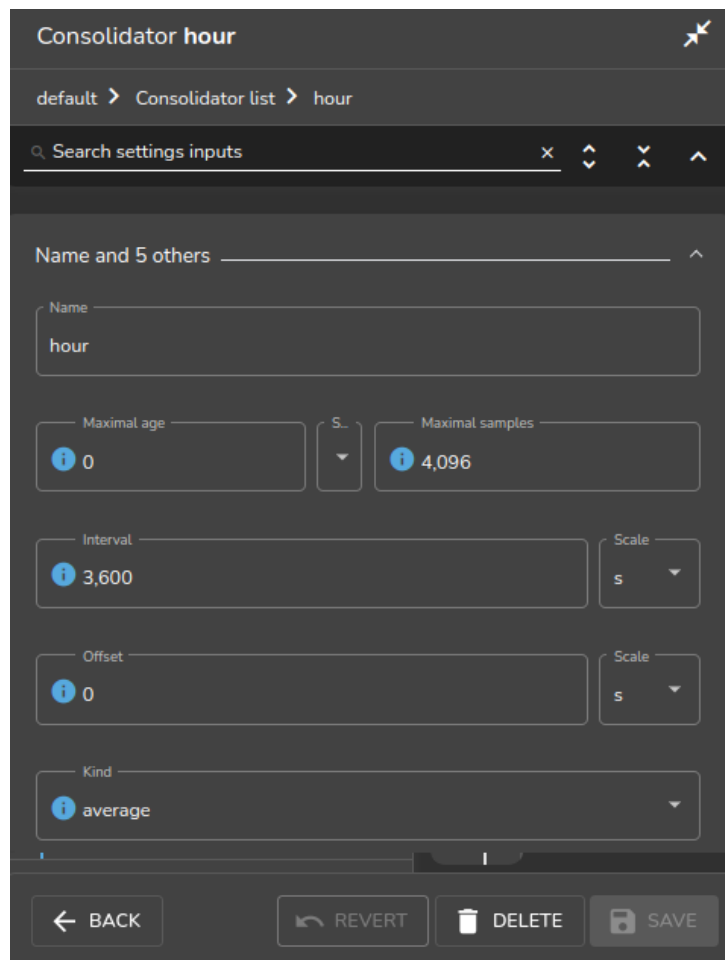 Consolidator hour
default > Consolidator list > hour
Search settings inputs
Name and 5 others
Name
hour
Maximal age S.. Maximal samples
0 4,096
Interval Scale
3,600 s
Offset Scale
0 s
Kind
average
BACK REVERT DELETE SAVE